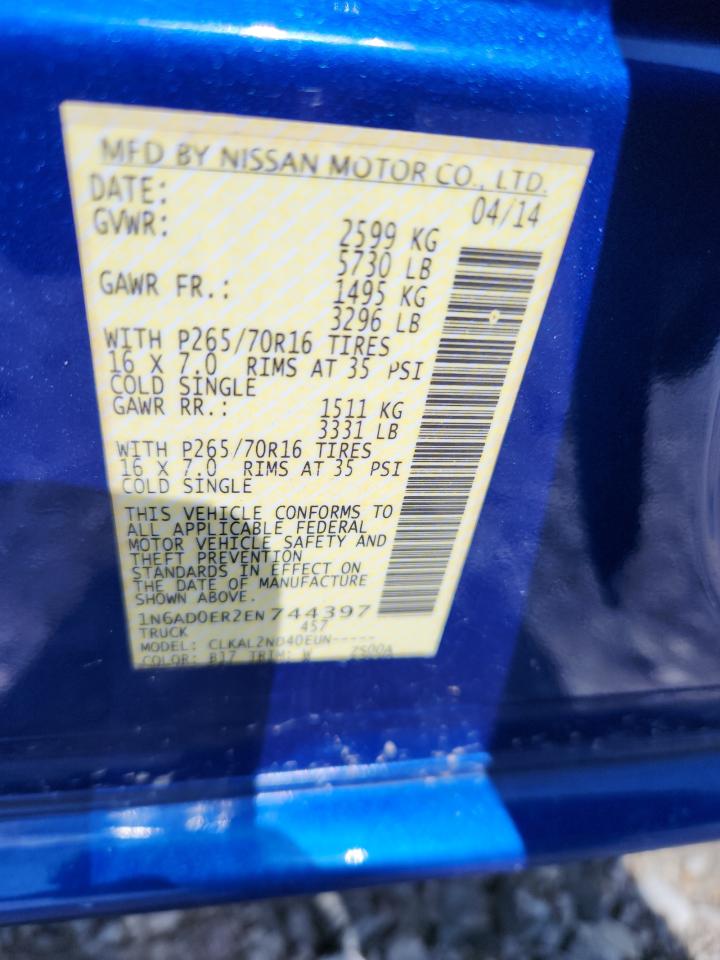 MFD BY NISSAN MOTOR CO., LTD.
DATE: 04/14
GVWR: 2599 KG
5730 LB
GAWR FR.: 1495 KG
3296 LB
WITH P265/70R16 TIRES
16 X 7.0 RIMS AT 35 PSI
COLD SINGLE
GAWR RR.: 1511 KG
3331 LB
WITH P265/70R16 TIRES
16 X 7.0 RIMS AT 35 PSI
COLD SINGLE
THIS VEHICLE CONFORMS TO
ALL APPLICABLE FEDERAL
MOTOR VEHICLE SAFETY AND
THEFT PREVENTION
STANDARDS IN EFFECT ON
THE DATE OF MANUFACTURE
SHOWN ABOVE.
1N6AD0ER2EN744397
TRUCK 457
MODEL: CLKAL2ND40EUN-----
COLOR: B17 TRIM: W ZS00A